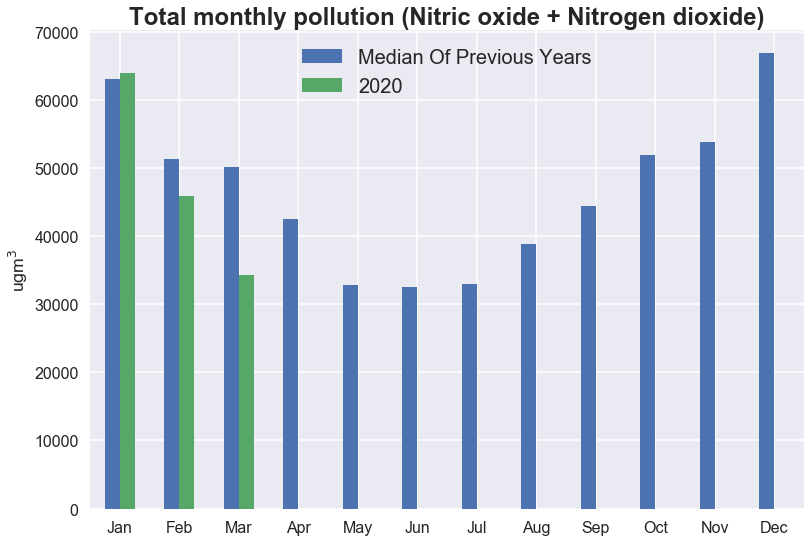 Total monthly pollution (Nitric oxide + Nitrogen dioxide)
Median Of Previous Years
2020
70000
60000
50000
40000
30000
20000
10000
0
ugm³
Jan Feb Mar Apr May Jun Jul Aug Sep Oct Nov Dec